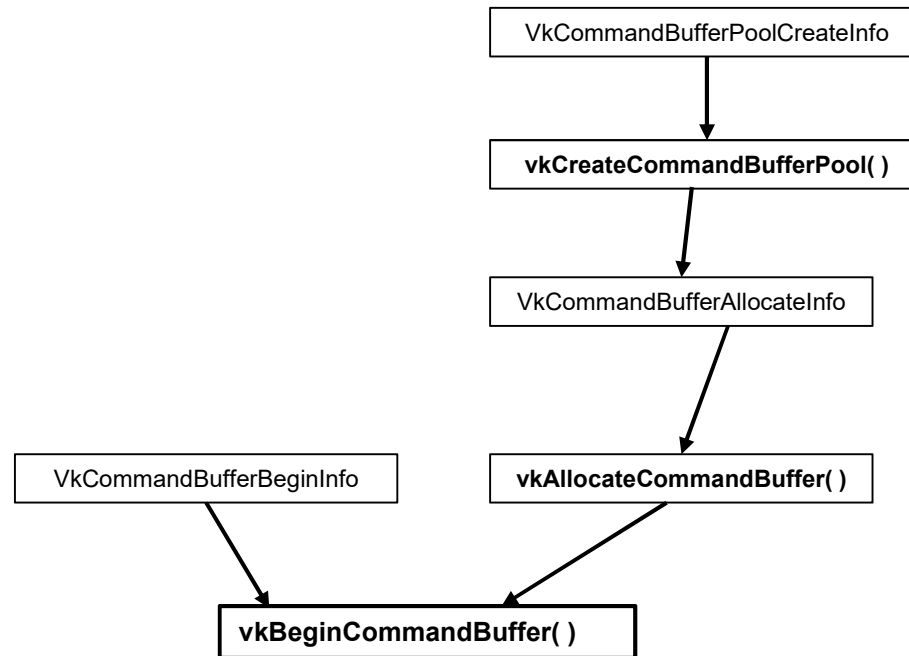 VkCommandBufferPoolCreateInfo
vkCreateCommandBufferPool( )
VkCommandBufferAllocateInfo
VkCommandBufferBeginInfo
vkAllocateCommandBuffer( )
vkBeginCommandBuffer( )